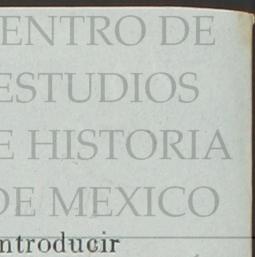 ENTRO DE
ESTUDIOS
E HISTORIA
DE MEXICO
ntroducir